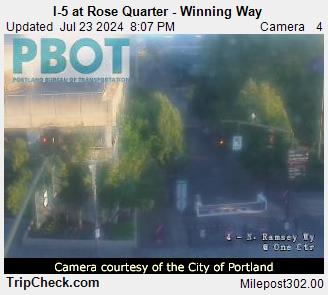 I-5 at Rose Quarter - Winning Way
Updated Jul 23 2024 8:07 PM Camera 4
PBOT
PORTLAND BUREAU OF TRANSPORTATION
4 - N. Ramsey Wy
@ One Ctr
Camera courtesy of the City of Portland
TripCheck.com Milepost302.00